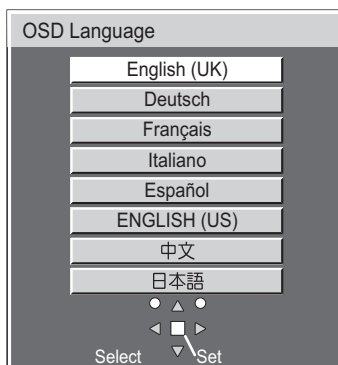 OSD Language
English (UK)
Deutsch
Français
Italiano
Español
ENGLISH (US)
中文
日本語
Select Set